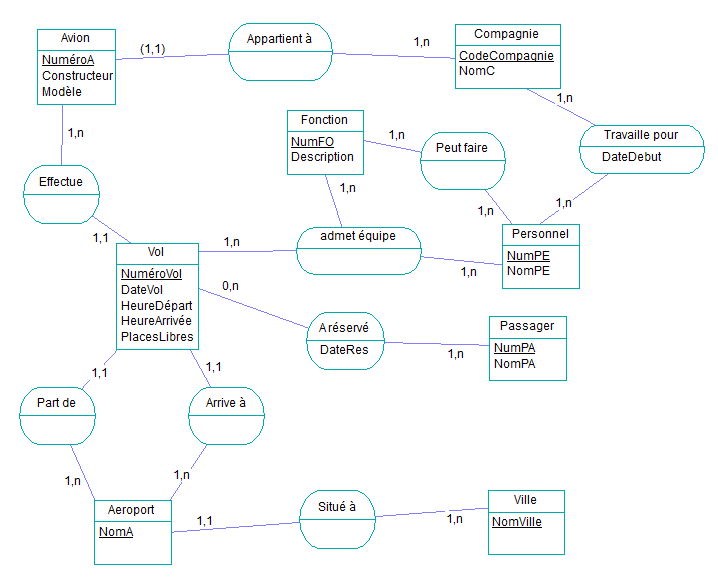 Avion
NuméroA
Constructeur
Modèle
(1,1)
Appartient à
1,n
Compagnie
CodeCompagnie
NomC
1,n
1,n
Fonction
NumFO
Description
1,n
Peut faire
Travaille pour
DateDebut
Effectue
1,n
1,n
1,n
1,1
Vol
NuméroVol
DateVol
HeureDépart
HeureArrivée
PlacesLibres
1,n
admet équipe
1,n
Personnel
NumPE
NomPE
0,n
A réservé
DateRes
1,n
Passager
NumPA
NomPA
1,1
1,1
Part de
Arrive à
1,n
1,n
Aeroport
NomA
1,1
Situé à
1,n
Ville
NomVille